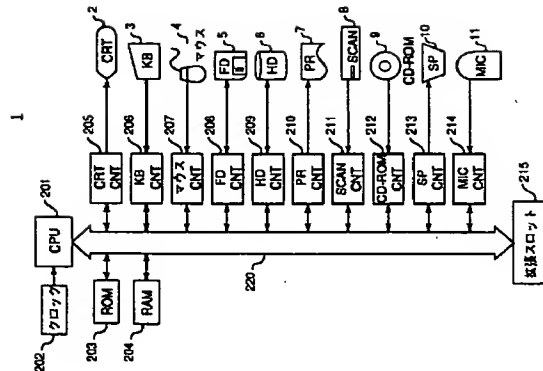 1
CPU
201
クロック
202
ROM
203
RAM
204
220
拡張スロット
215
205
CRT CNT
CRT
2
206
KB CNT
KB
3
207
マウス CNT
マウス
4
208
FD CNT
FD
5
209
HD CNT
HD
6
210
PR CNT
PR
7
211
SCAN CNT
SCAN
8
212
CD-ROM CNT
CD-ROM
9
213
SP CNT
SP
10
214
MIC CNT
MIC
11